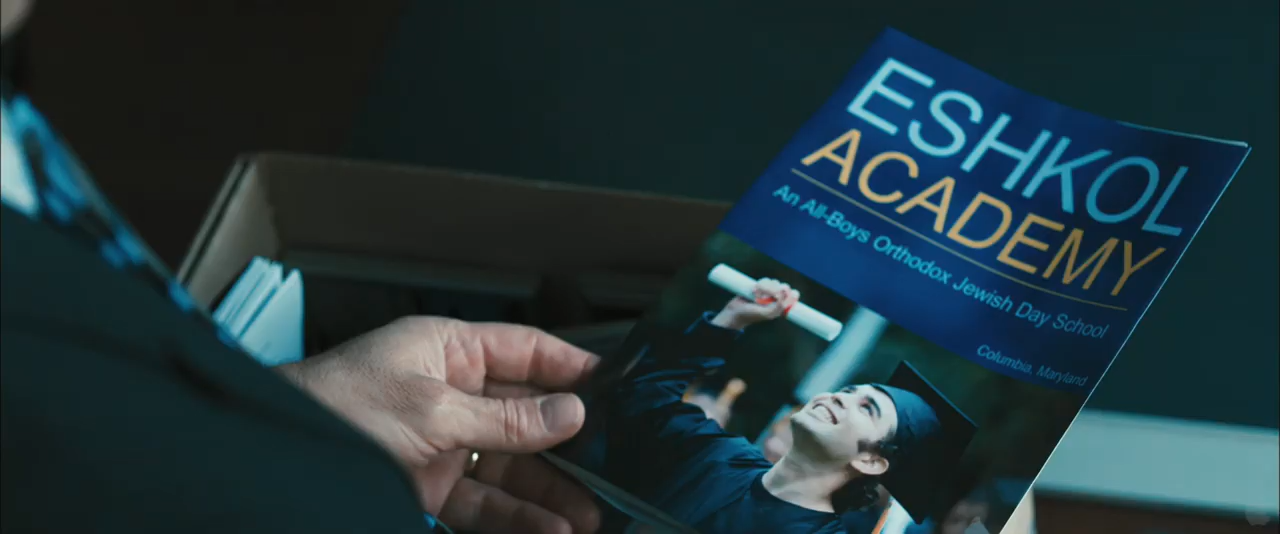 ESHKOL
ACADEMY
An All-Boys Orthodox Jewish Day School
Columbia, Maryland